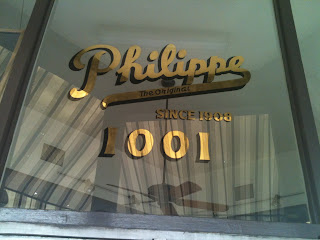 Philippe
The Original
SINCE 1908
1001